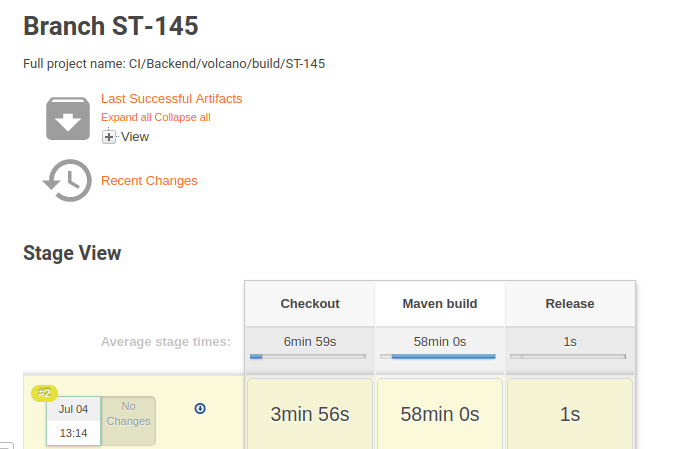 Branch ST-145
Full project name: CI/Backend/volcano/build/ST-145
Last Successful Artifacts
Expand all Collapse all
View
Recent Changes
Stage View
Checkout Maven build Release
Average stage times: 6min 59s 58min 0s 1s
#2
Jul 04
13:14
No
Changes
3min 56s 58min 0s 1s